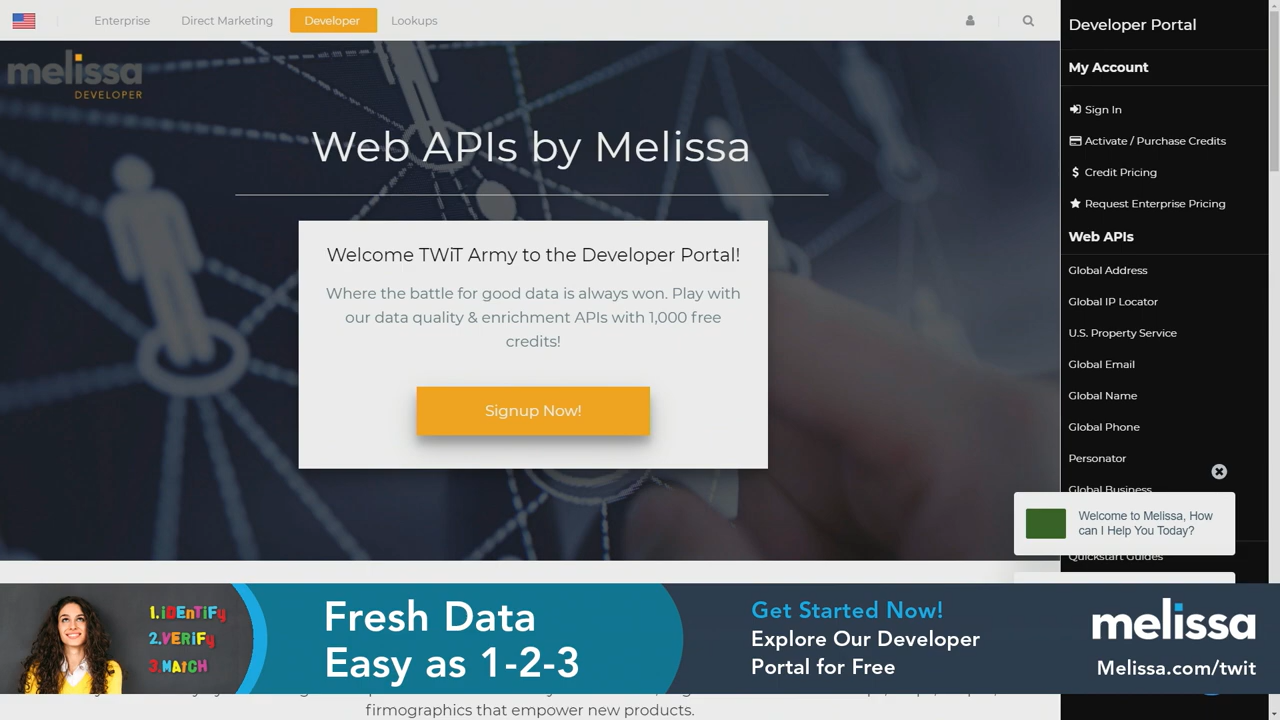 Enterprise
Direct Marketing
Developer
Lookups
melissa
DEVELOPER
Web APIs by Melissa
Welcome TWiT Army to the Developer Portal!
Where the battle for good data is always won. Play with
our data quality & enrichment APIs with 1,000 free
credits!
Signup Now!
Developer Portal
My Account
Sign In
Activate / Purchase Credits
Credit Pricing
Request Enterprise Pricing
Web APIs
Global Address
Global IP Locator
U.S. Property Service
Global Email
Global Name
Global Phone
Personator
Global Business
Welcome to Melissa, How
can I Help You Today?
Quickstart Guides
1.iDEnTiFy
2.VERiFy
3.MAtCH
Fresh Data
Easy as 1-2-3
Get Started Now!
Explore Our Developer
Portal for Free
melissa
Melissa.com/twit
firmographics that empower new products.